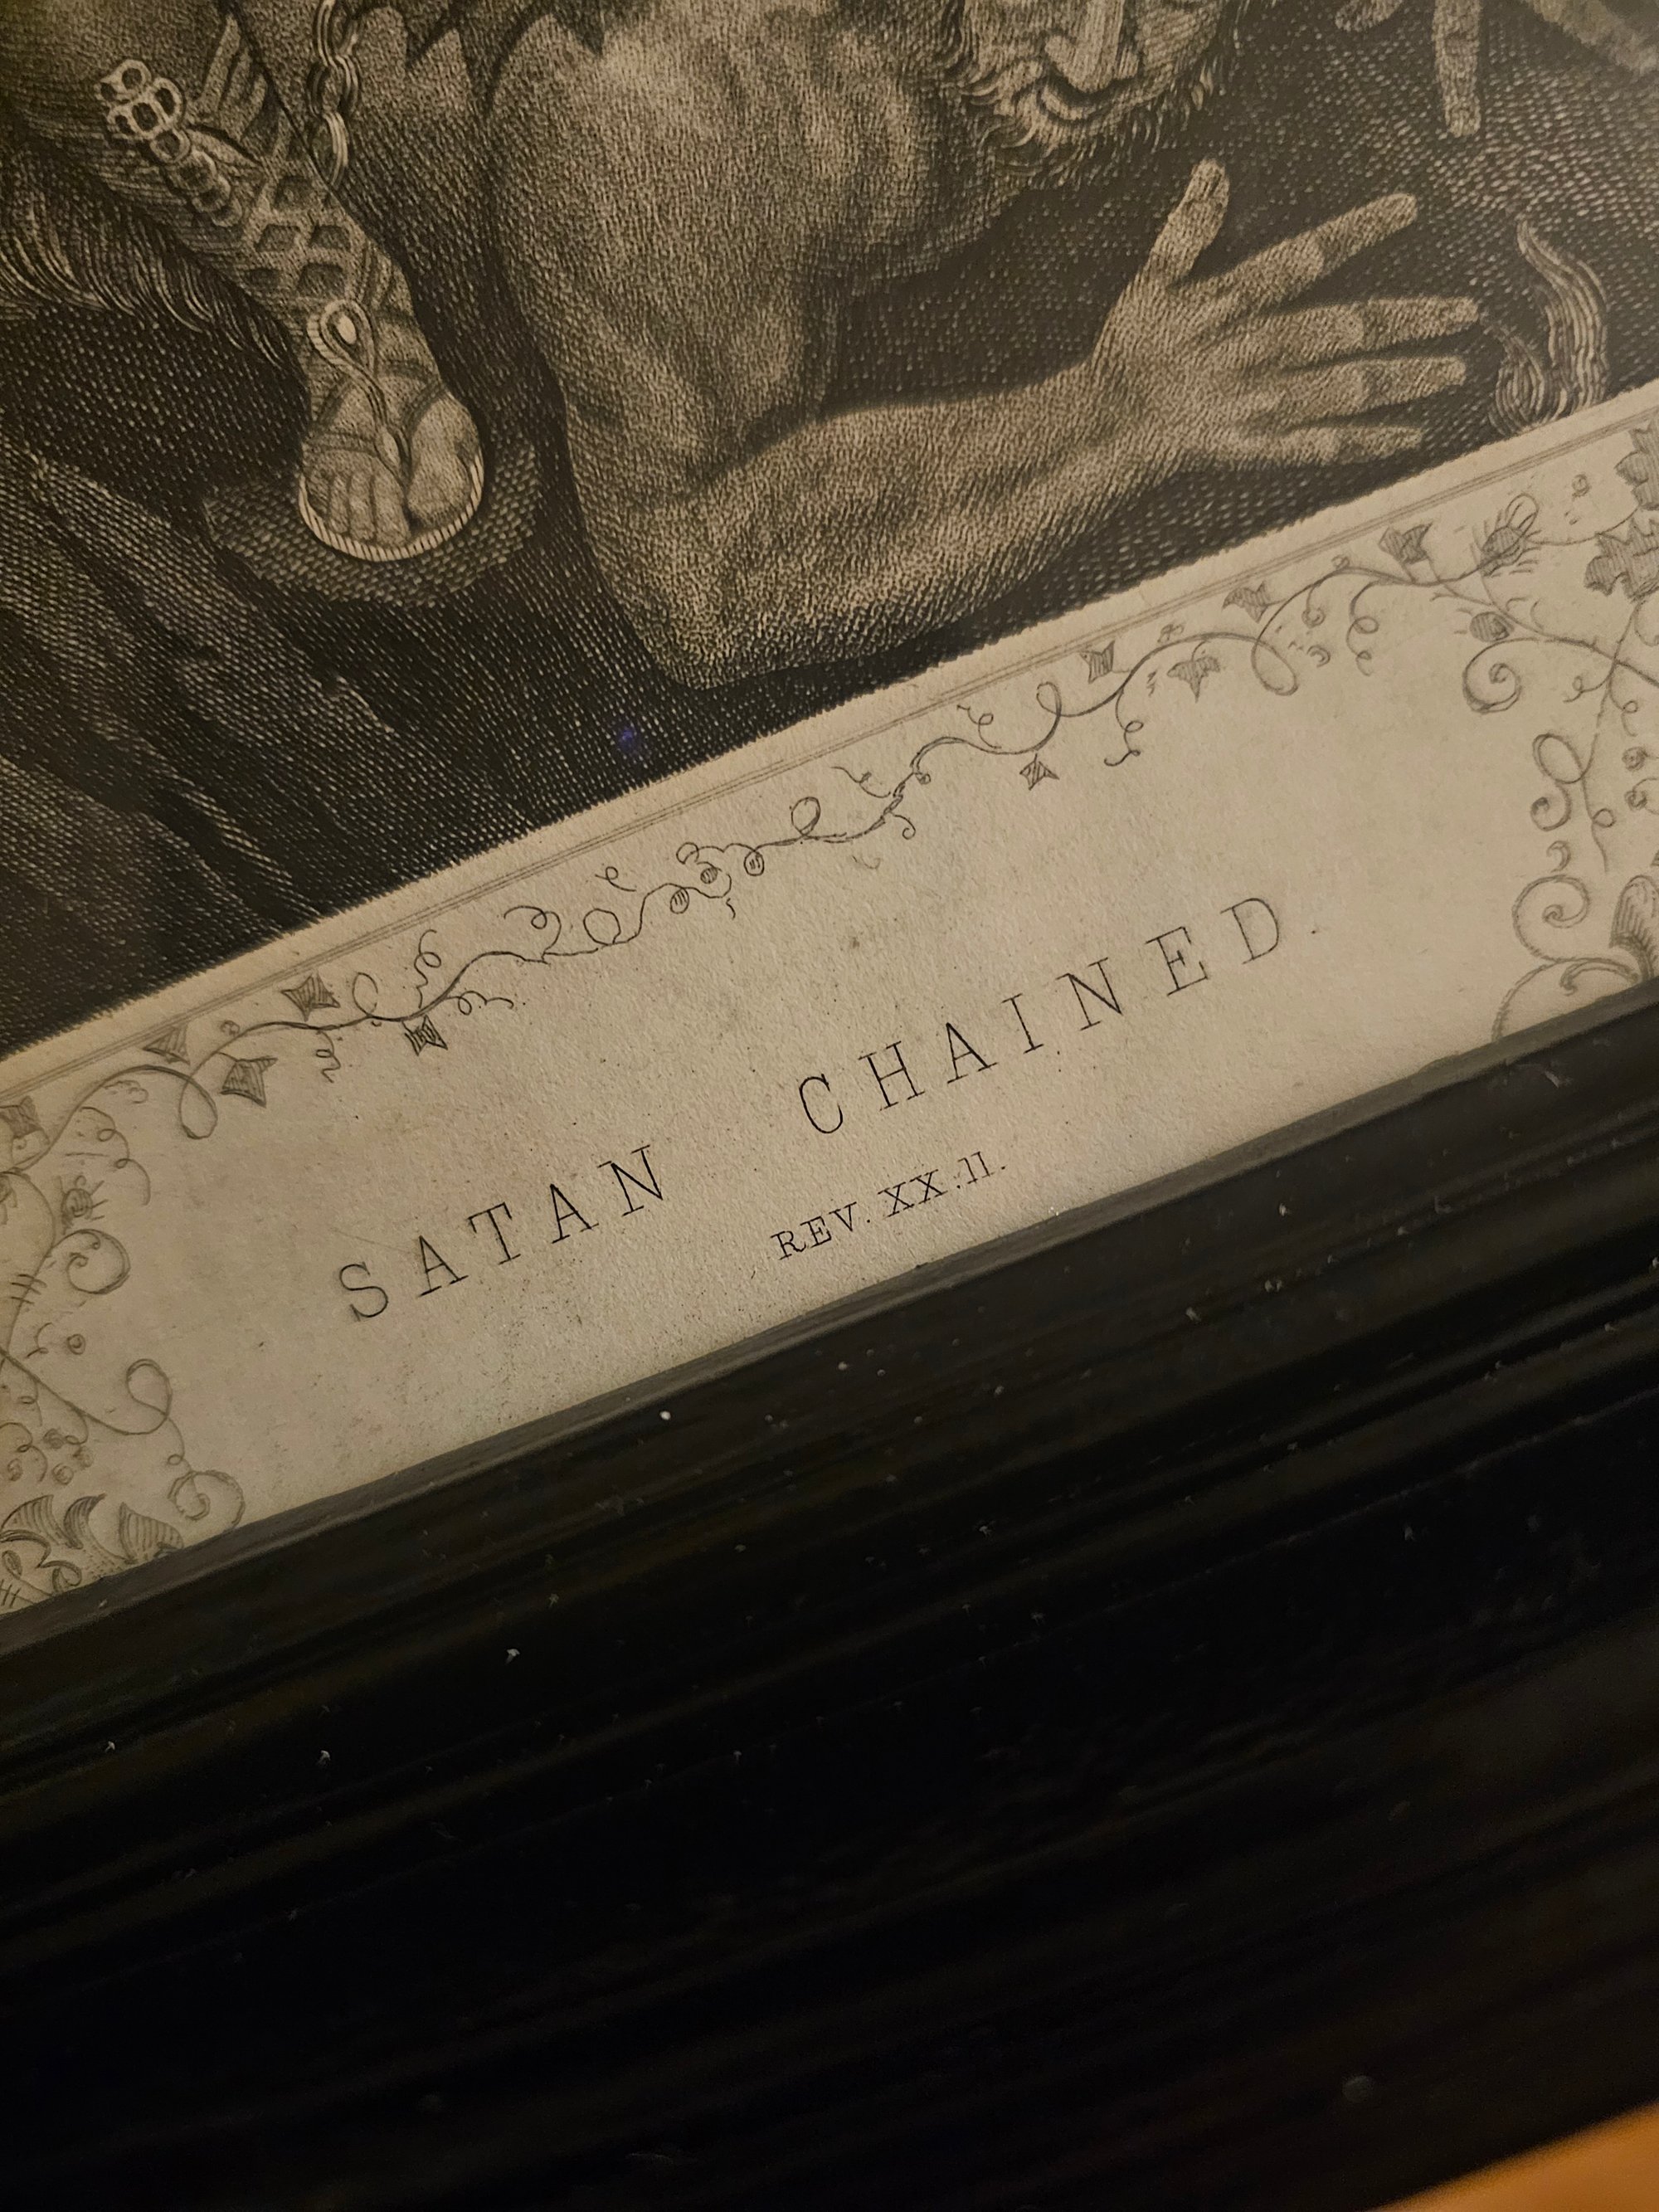 SATAN CHAINED.
REV. XX.II.